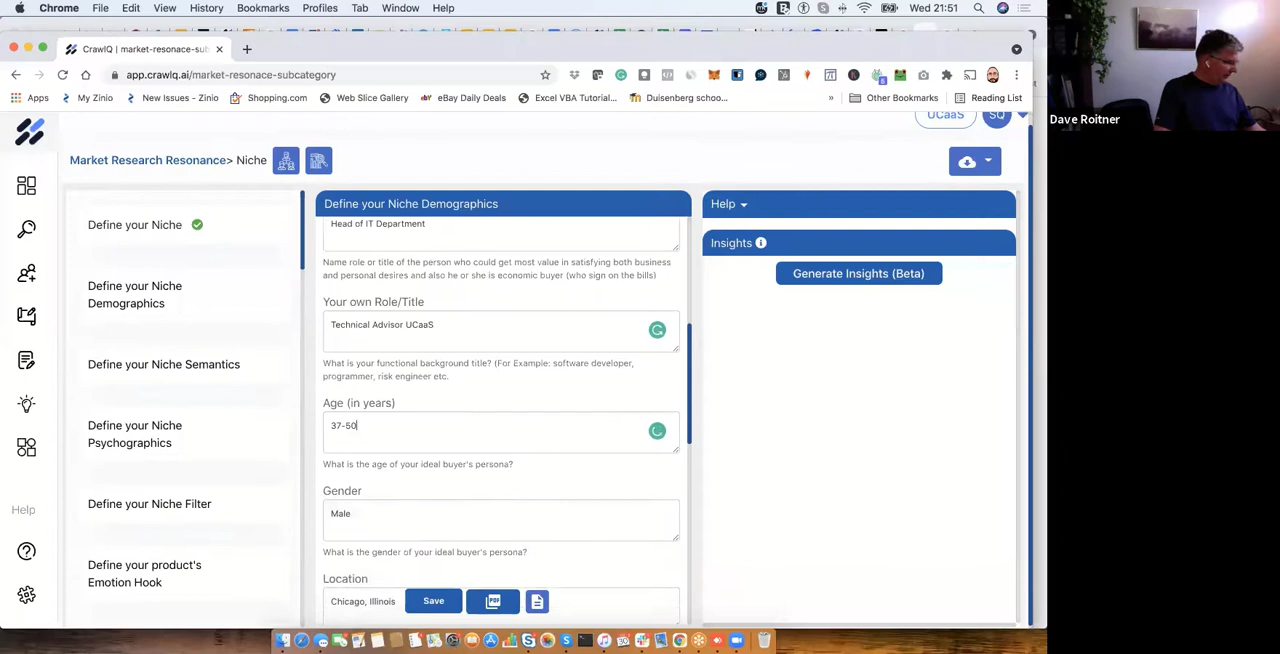 Chrome File Edit View History Bookmarks Profiles Tab Window Help Wed 21:51
CrawlQ | market-resonace-sub
app.crawlq.ai/market-resonace-subcategory
Apps My Zinio New Issues - Zinio Shopping.com Web Slice Gallery eBay Daily Deals Excel VBA Tutorial... Duisenberg schoo... » Other Bookmarks Reading List
Dave Roitner
UCaaS SQ
Market Research Resonance> Niche
Define your Niche
Define your Niche
Demographics
Define your Niche Semantics
Define your Niche
Psychographics
Define your Niche Filter
Define your product's
Emotion Hook
Help
Define your Niche Demographics
Head of IT Department
Name role or title of the person who could get most value in satisfying both business
and personal desires and also he or she is economic buyer (who sign on the bills)
Your own Role/Title
Technical Advisor UCaaS
What is your functional background title? (For Example: software developer,
programmer, risk engineer etc.
Age (in years)
37-50
What is the age of your ideal buyer's persona?
Gender
Male
What is the gender of your ideal buyer's persona?
Location
Chicago, Illinois
Save
PDF
Help
Insights
Generate Insights (Beta)